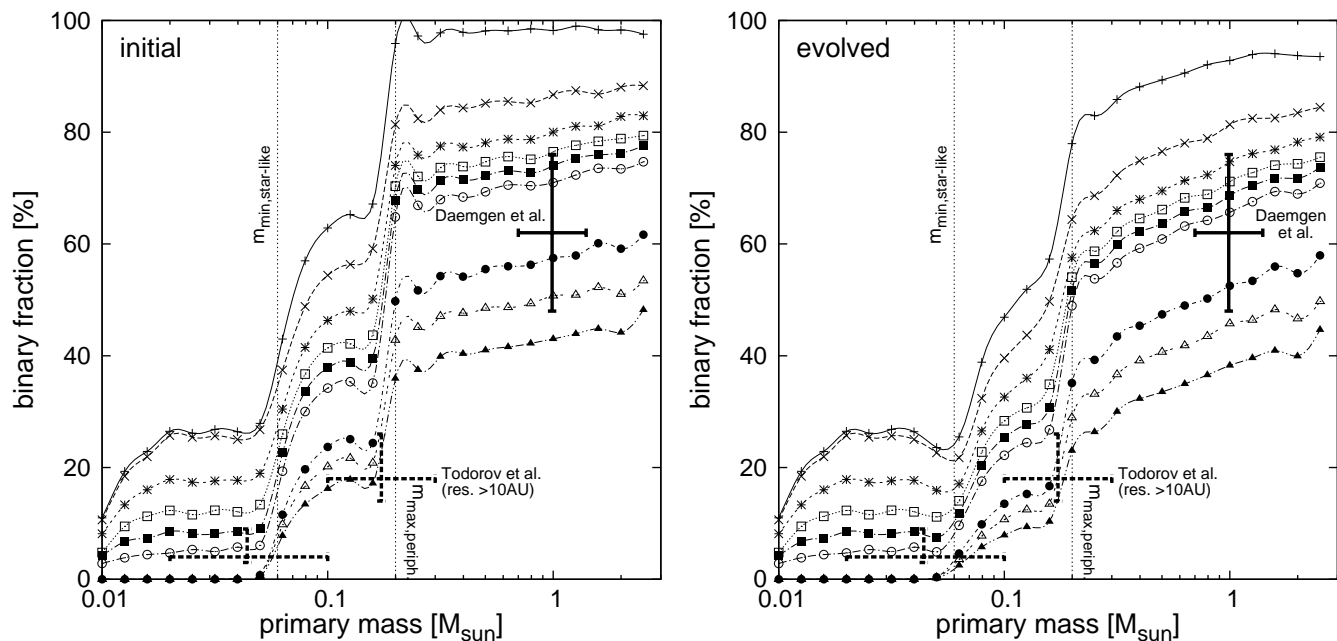 initial
binary fraction [%]
100
80
60
40
20
0
m_min,star-like
Daemgen et al.
Todorov et al.
(res. >10AU)
m_max,periph
0.01
0.1
1
primary mass [M_sun]
evolved
binary fraction [%]
100
80
60
40
20
0
m_min,star-like
Daemgen
et al.
Todorov et al.
(res. >10AU)
m_max,periph
0.01
0.1
1
primary mass [M_sun]